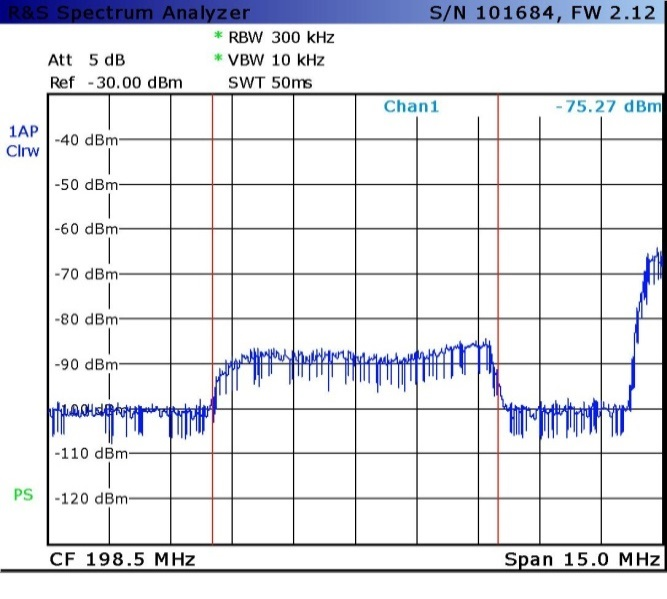 R&S Spectrum Analyzer S/N 101684, FW 2.12
* RBW 300 kHz
Att 5 dB * VBW 10 kHz
Ref -30.00 dBm SWT 50ms
Chan1 -75.27 dBm
1AP
Clrw
-40 dBm
-50 dBm
-60 dBm
-70 dBm
-80 dBm
-90 dBm
-110 dBm
PS
-120 dBm
CF 198.5 MHz Span 15.0 MHz